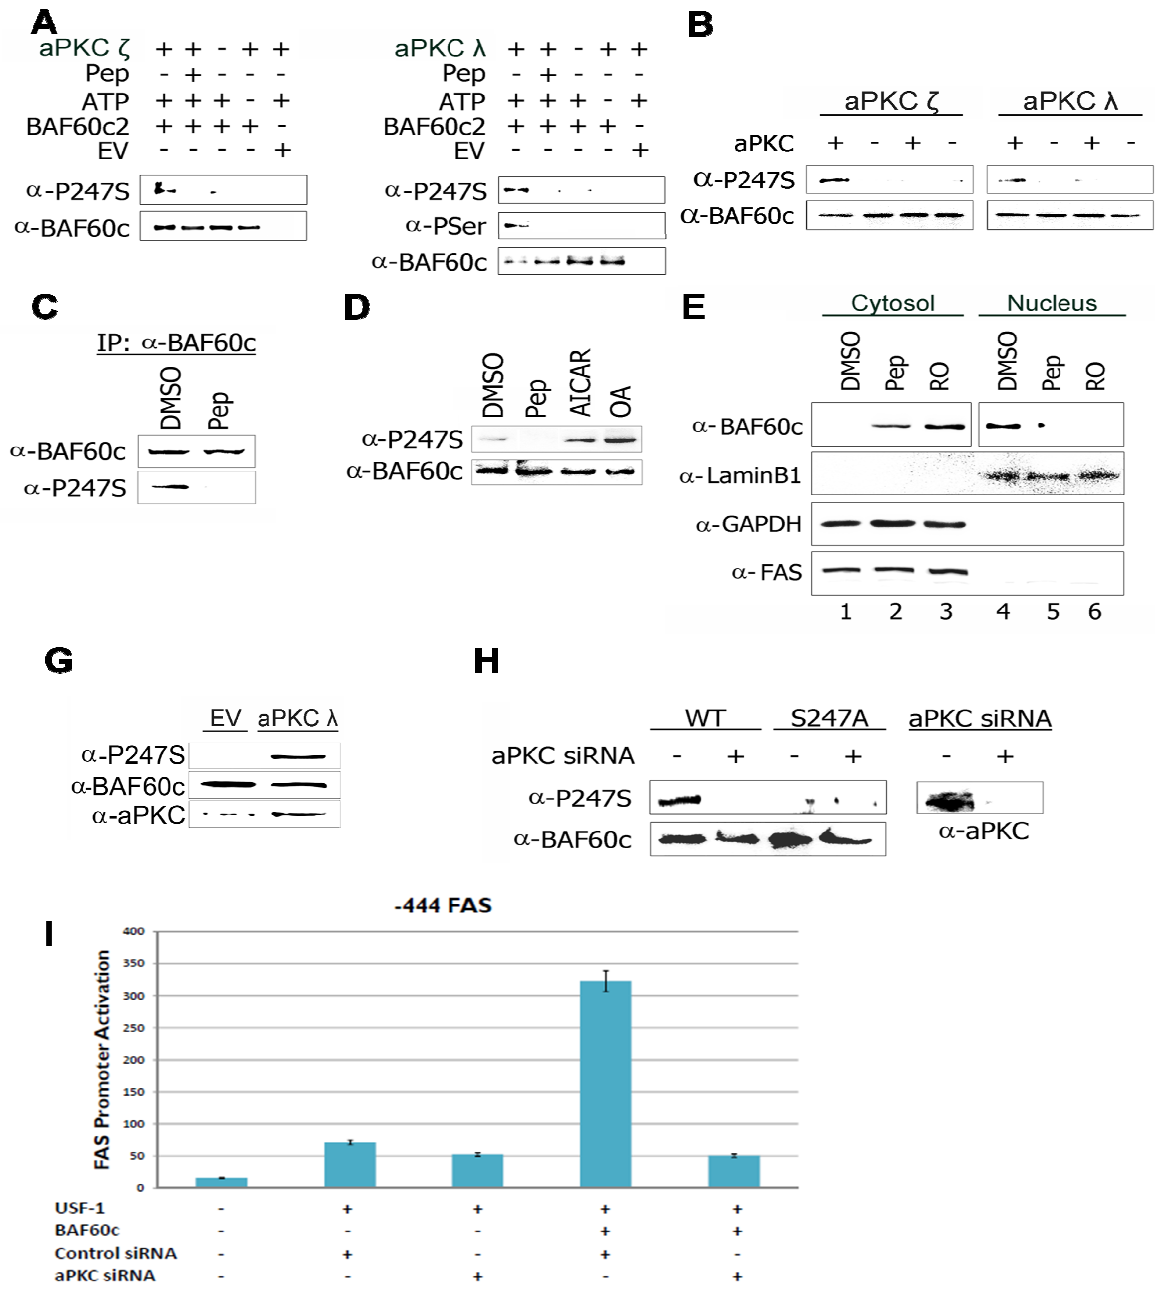 A
aPKC ζ + + - + +
Pep - + - - -
ATP + + + - +
BAF60c2 + + + + -
EV - - - - +
α-P247S
α-BAF60c
aPKC λ + + - + +
Pep - + - - -
ATP + + + - +
BAF60c2 + + + + -
EV - - - - +
α-P247S
α-PSer
α-BAF60c
B
aPKC ζ aPKC λ
aPKC + - + - + - + -
α-P247S
α-BAF60c
C
IP: α-BAF60c
DMSO Pep
α-BAF60c
α-P247S
D
DMSO Pep AICAR OA
α-P247S
α-BAF60c
E
Cytosol Nucleus
DMSO Pep RO DMSO Pep RO
α-BAF60c
α-LaminB1
α-GAPDH
α-FAS
1 2 3 4 5 6
G
EV aPKC λ
α-P247S
α-BAF60c
α-aPKC
H
WT S247A aPKC siRNA
aPKC siRNA - + - + - +
α-P247S
α-BAF60c
α-aPKC
I
-444 FAS
FAS Promoter Activation
400
350
300
250
200
150
100
50
0
USF-1 - + + + +
BAF60c - - - + +
Control siRNA - + - + -
aPKC siRNA - - + - +